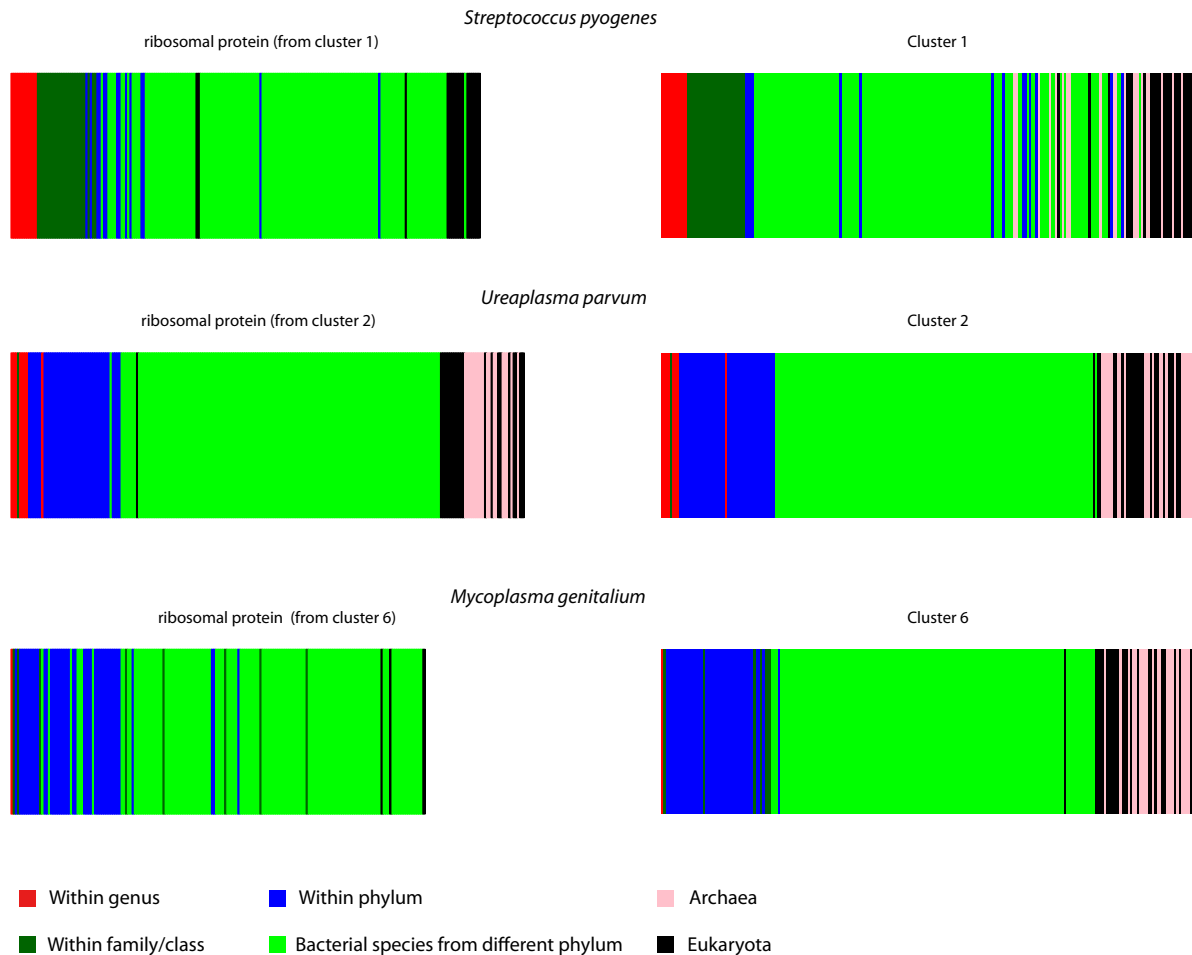 Streptococcus pyogenes
ribosomal protein (from cluster 1)
Cluster 1
Ureaplasma parvum
ribosomal protein (from cluster 2)
Cluster 2
Mycoplasma genitalium
ribosomal protein (from cluster 6)
Cluster 6
Within genus
Within phylum
Archaea
Within family/class
Bacterial species from different phylum
Eukaryota